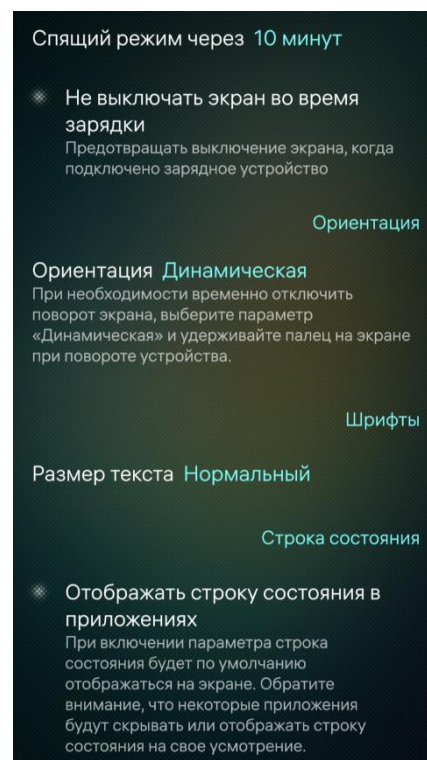 Спящий режим через 10 минут
Не выключать экран во время
зарядки
Предотвращать выключение экрана, когда
подключено зарядное устройство
Ориентация
Ориентация Динамическая
При необходимости временно отключить
поворот экрана, выберите параметр
«Динамическая» и удерживайте палец на экране
при повороте устройства.
Шрифты
Размер текста Нормальный
Строка состояния
Отображать строку состояния в
приложениях
При включении параметра строка
состояния будет по умолчанию
отображаться на экране. Обратите
внимание, что некоторые приложения
будут скрывать или отображать строку
состояния на свое усмотрение.